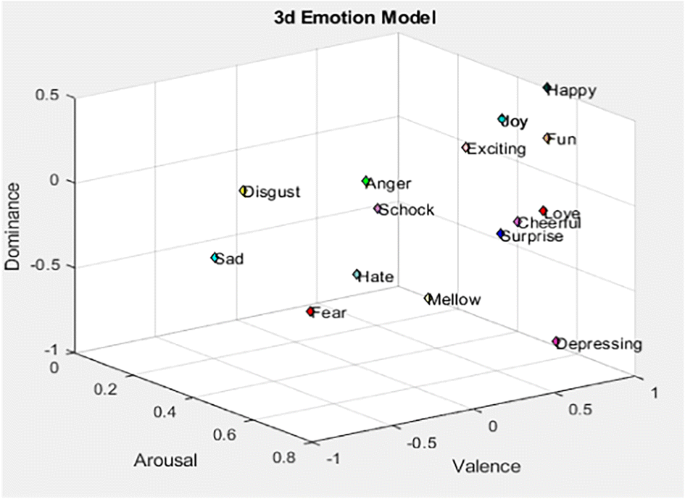 3d Emotion Model
0.5
Happy
Joy
Fun
Exciting
0
Anger
Disgust
Schock
Love
Cheerful
Surprise
Dominance
Sad
-0.5
Hate
Mellow
Fear
Depressing
-1
0
0.2
0.4
0.6
0.8
-1
-0.5
0
0.5
1
Arousal
Valence